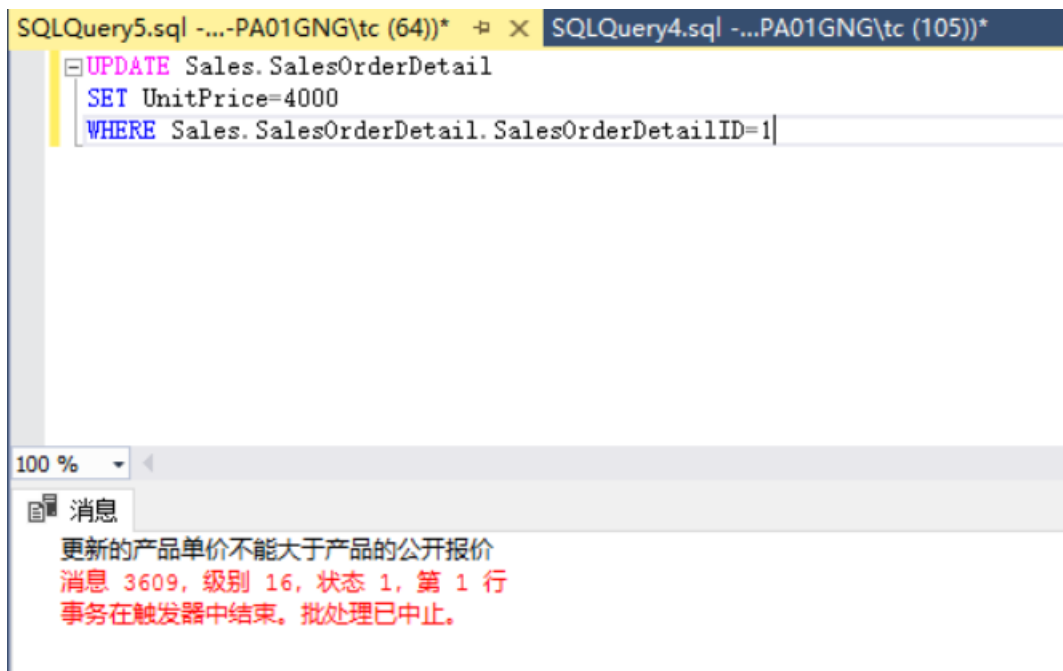 SQLQuery5.sql -...-PA01GNG\tc (64))* SQLQuery4.sql -...PA01GNG\tc (105))*
UPDATE Sales.SalesOrderDetail
SET UnitPrice=4000
WHERE Sales.SalesOrderDetail.SalesOrderDetailID=1
100 %
消息
更新的产品单价不能大于产品的公开报价
消息 3609，级别 16，状态 1，第 1 行
事务在触发器中结束。批处理已中止。